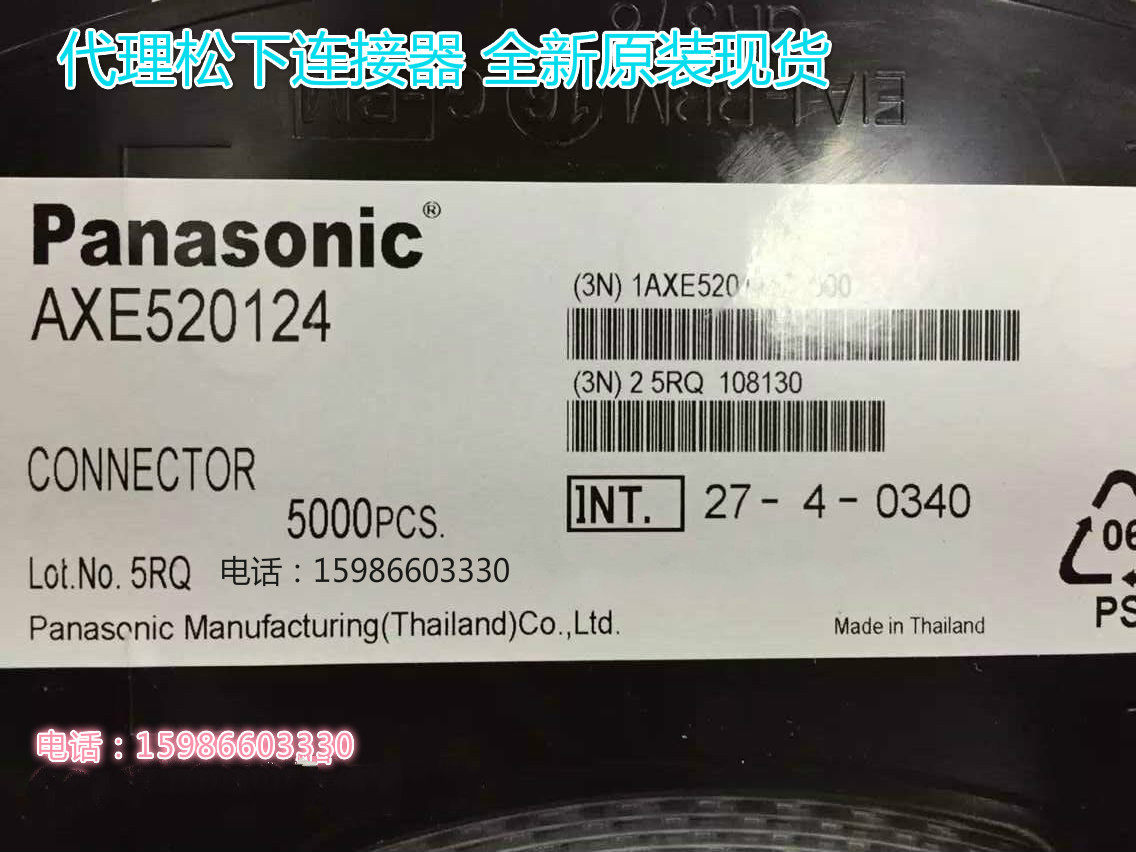 代理松下连接器 全新原装现货
Panasonic®
AXE520124
(3N) 1AXE520
(3N) 2 5RQ 108130
CONNECTOR
5000PCS.
INT. 27 - 4 - 0340
06
PS
Lot.No. 5RQ 电话：15986603330
Panasonic Manufacturing(Thailand)Co.,Ltd.
Made in Thailand
电话：15986603330